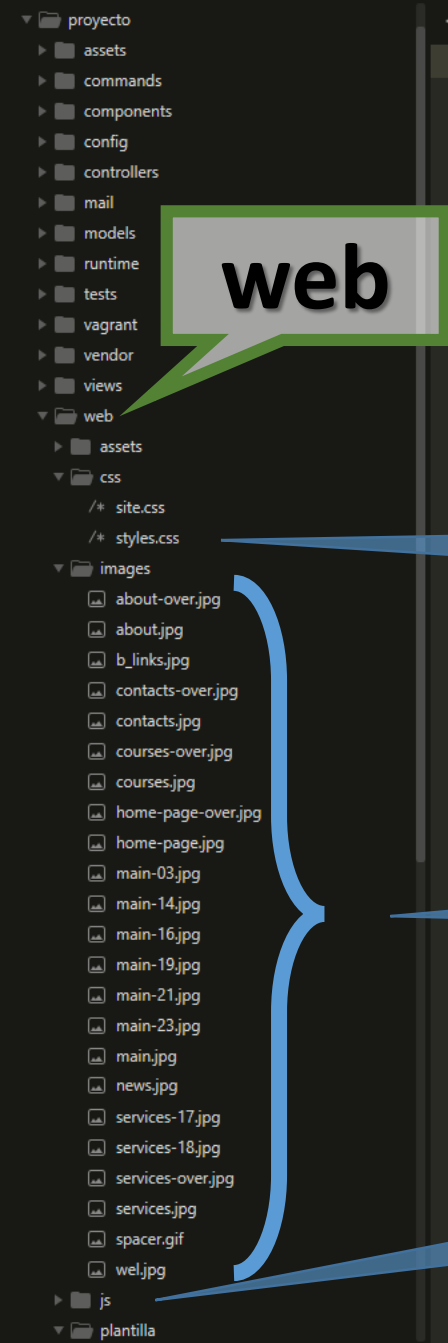 proyecto
assets
commands
components
config
controllers
mail
models
runtime
tests
vagrant
vendor
views
web
web
assets
css
/* site.css
/* styles.css
images
about-over.jpg
about.jpg
b_links.jpg
contacts-over.jpg
contacts.jpg
courses-over.jpg
courses.jpg
home-page-over.jpg
home-page.jpg
main-03.jpg
main-14.jpg
main-16.jpg
main-19.jpg
main-21.jpg
main-23.jpg
main.jpg
news.jpg
services-17.jpg
services-18.jpg
services-over.jpg
services.jpg
spacer.gif
wel.jpg
js
plantilla